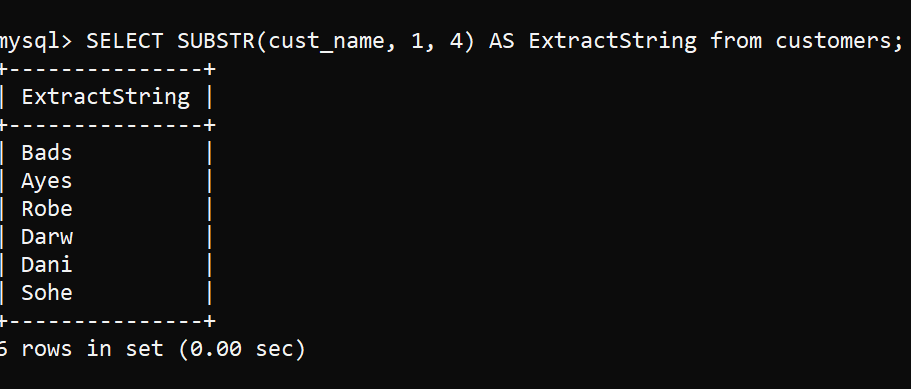 mysql> SELECT SUBSTR(cust_name, 1, 4) AS ExtractString from customers;
+---------------+
| ExtractString |
+---------------+
| Bads          |
| Ayes          |
| Robe          |
| Darw          |
| Dani          |
| Sohe          |
+---------------+
6 rows in set (0.00 sec)